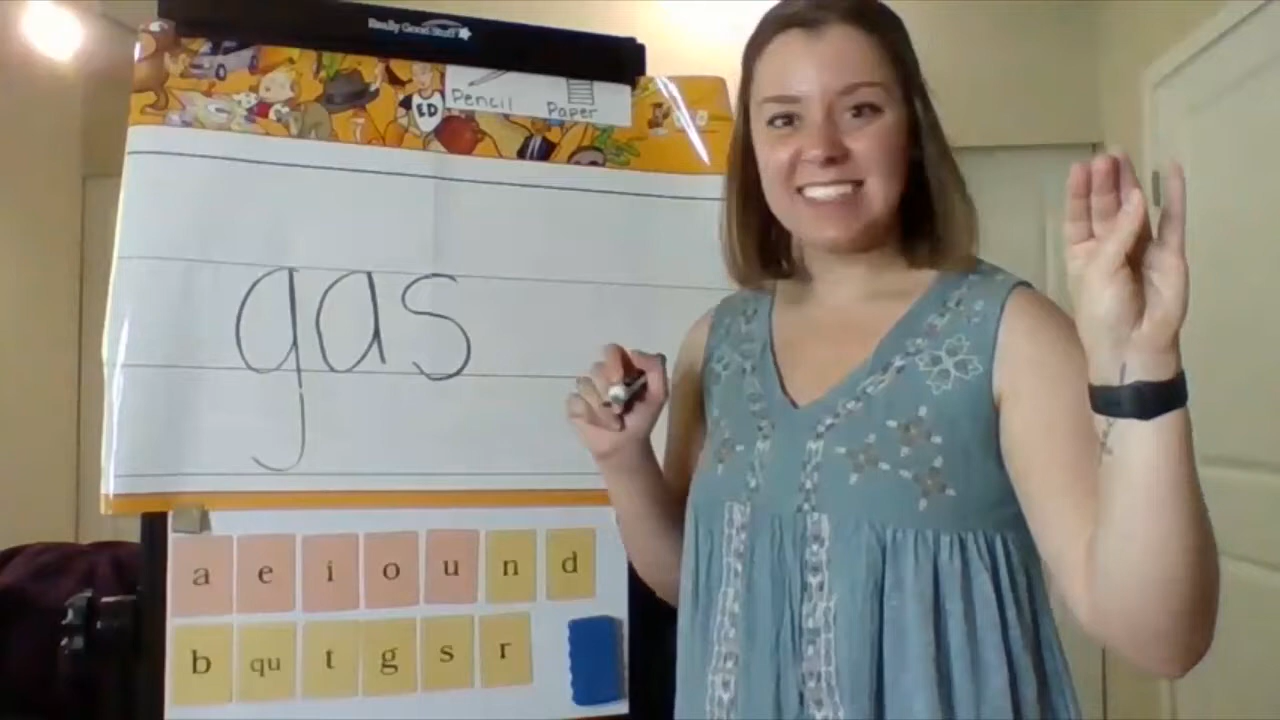 Really Good Stuff
ED
Pencil Paper
gas
a e i o u n d
b qu t g s r